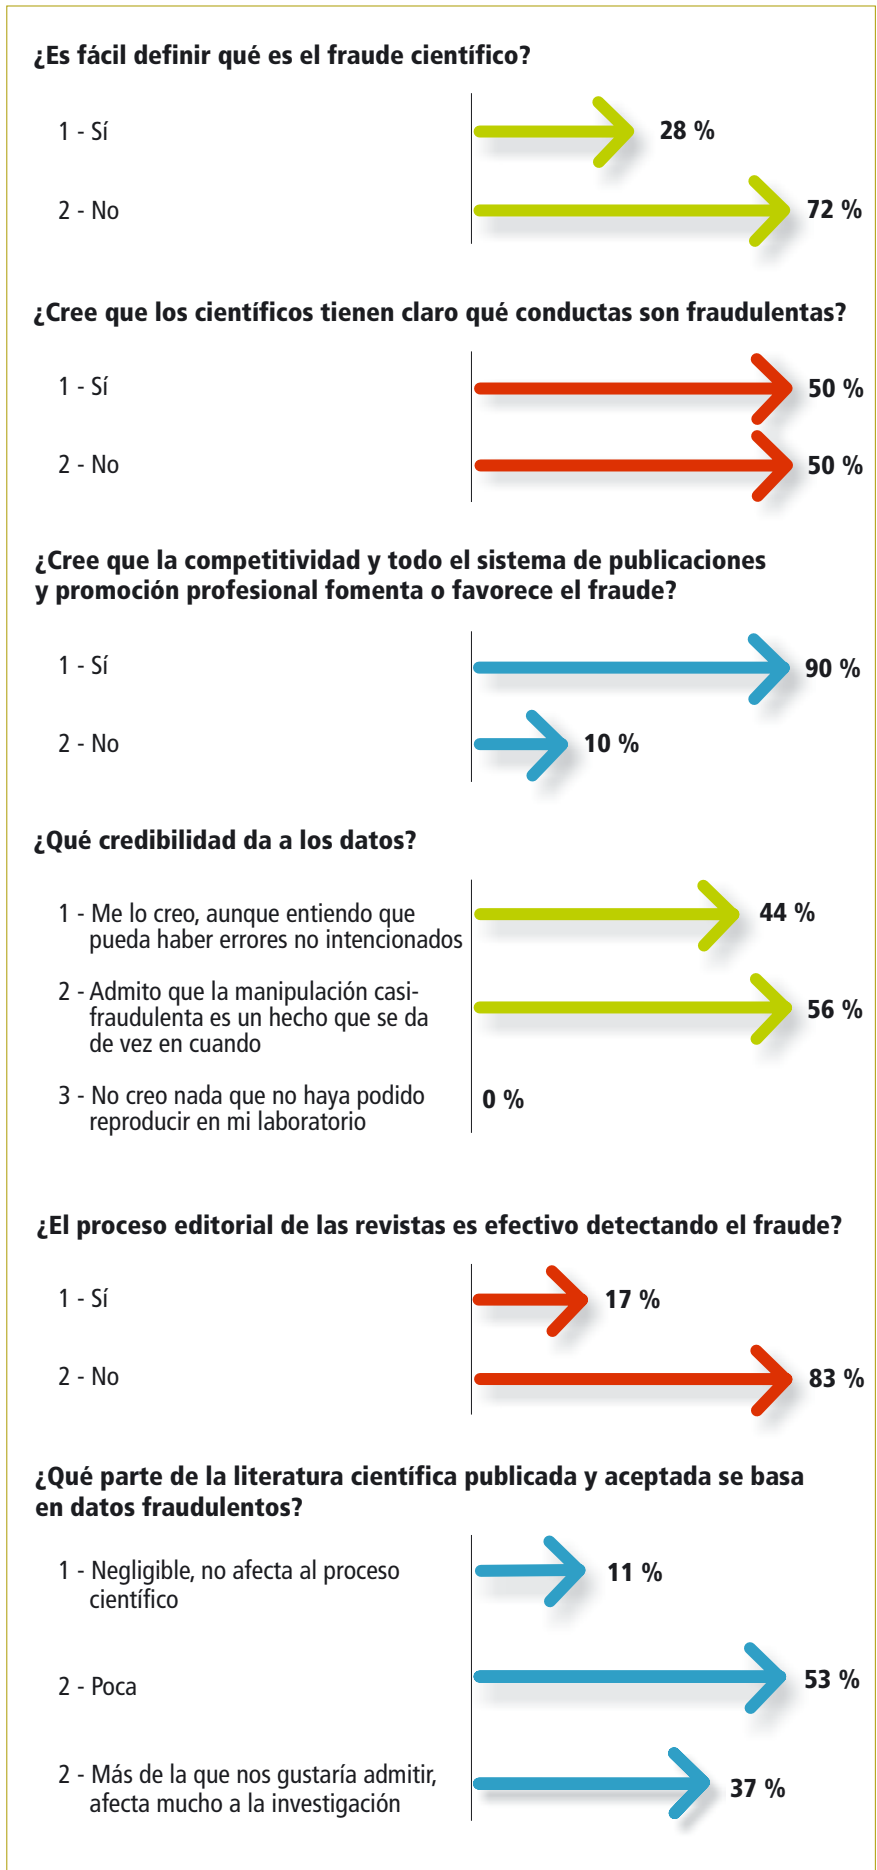 ¿Es fácil definir qué es el fraude científico?
1 - Sí
28 %
2 - No
72 %
¿Cree que los científicos tienen claro qué conductas son fraudulentas?
1 - Sí
50 %
2 - No
50 %
¿Cree que la competitividad y todo el sistema de publicaciones
y promoción profesional fomenta o favorece el fraude?
1 - Sí
90 %
2 - No
10 %
¿Qué credibilidad da a los datos?
1 - Me lo creo, aunque entiendo que
pueda haber errores no intencionados
44 %
2 - Admito que la manipulación casi-
fraudulenta es un hecho que se da
de vez en cuando
56 %
3 - No creo nada que no haya podido
reproducir en mi laboratorio
0 %
¿El proceso editorial de las revistas es efectivo detectando el fraude?
1 - Sí
17 %
2 - No
83 %
¿Qué parte de la literatura científica publicada y aceptada se basa
en datos fraudulentos?
1 - Negligible, no afecta al proceso
científico
11 %
2 - Poca
53 %
2 - Más de la que nos gustaría admitir,
afecta mucho a la investigación
37 %